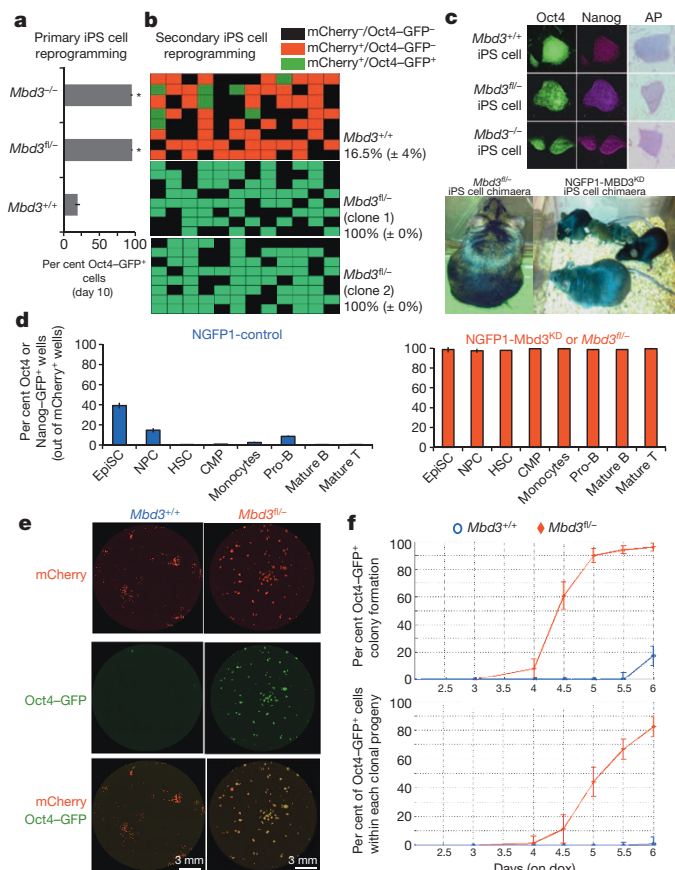 a
Primary iPS cell
reprogramming
Mbd3–/–
*
Mbd3fl/–
*
Mbd3+/+
0 50 100
Per cent Oct4–GFP+
cells
(day 10)
b
Secondary iPS cell
reprogramming
mCherry–/Oct4–GFP–
mCherry+/Oct4–GFP–
mCherry+/Oct4–GFP+
Mbd3+/+
16.5% (± 4%)
Mbd3fl/–
(clone 1)
100% (± 0%)
Mbd3fl/–
(clone 2)
100% (± 0%)
c
Oct4 Nanog AP
Mbd3+/+
iPS cell
Mbd3fl/–
iPS cell
Mbd3–/–
iPS cell
Mbd3fl/–
iPS cell chimaera
NGFP1-MBD3KD
iPS cell chimaera
d
NGFP1-control
Per cent Oct4 or
Nanog–GFP+ wells
(out of mCherry+ wells)
100
80
60
40
20
0
EpiSC NPC HSC CMP Monocytes Pro-B Mature B Mature T
NGFP1-Mbd3KD or Mbd3fl/–
100
80
60
40
20
0
EpiSC NPC HSC CMP Monocytes Pro-B Mature B Mature T
e
Mbd3+/+ Mbd3fl/–
mCherry
Oct4–GFP
mCherry
Oct4–GFP
3 mm 3 mm
f
Mbd3+/+ Mbd3fl/–
Per cent Oct4–GFP+
colony formation
100
80
60
40
20
0
2.5 3 3.5 4 4.5 5 5.5 6
Per cent of Oct4–GFP+ cells
within each clonal progeny
100
80
60
40
20
0
2.5 3 3.5 4 4.5 5 5.5 6
Days (on dox)